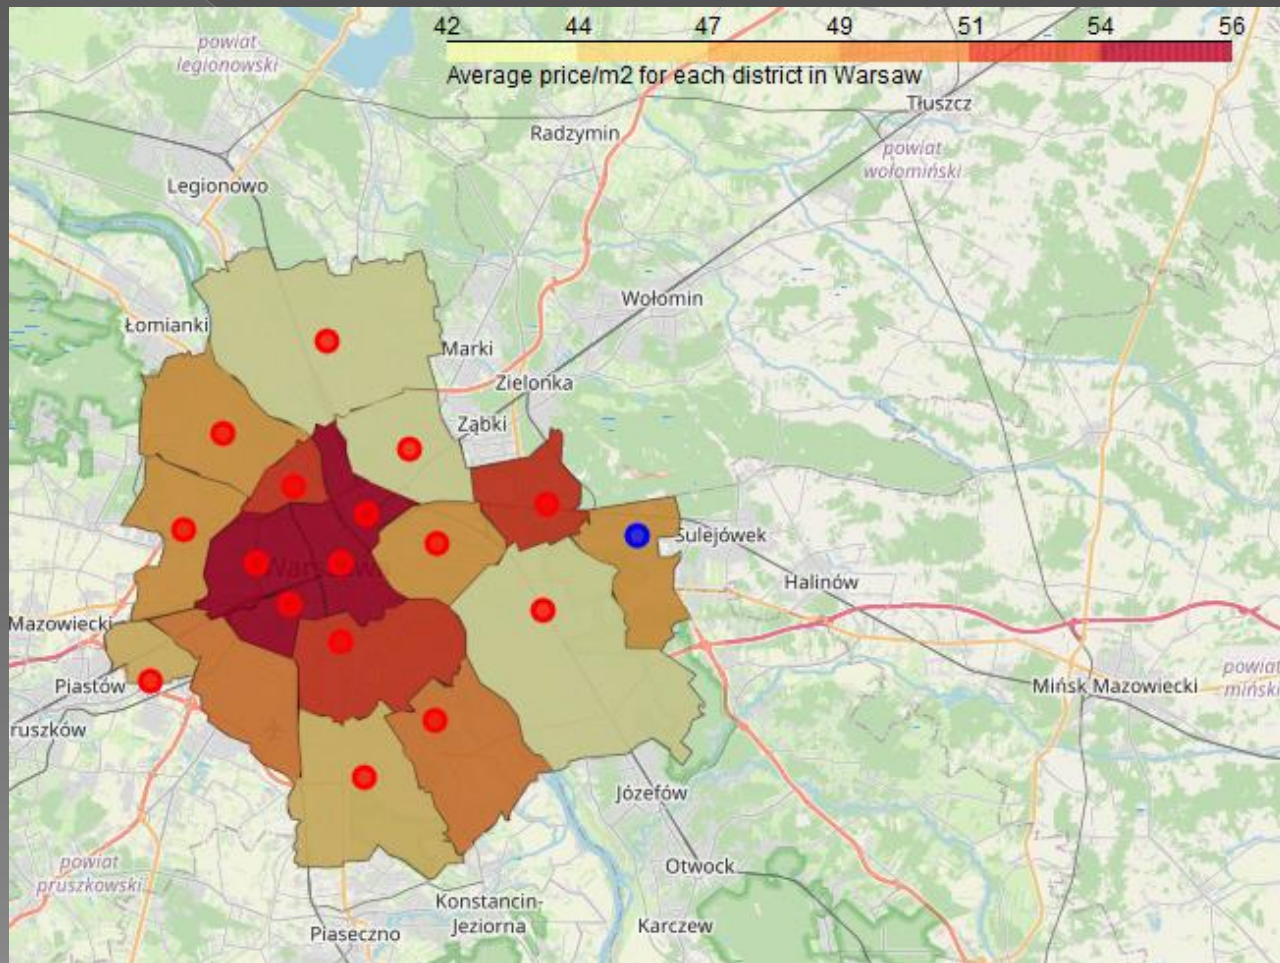 42 44 47 49 51 54 56
Average price/m2 for each district in Warsaw
powiat
legionowski
Tłuszcz
Radzymin
powiat
wołomiński
Legionowo
Wołomin
Łomianki
Marki
Zielonka
Ząbki
Sulejówek
Warszawa
Halinów
Mazowiecki
Piastów
Mińsk Mazowiecki
powiat
miński
ruszków
Józefów
powiat
pruszkowski
Otwock
Konstancin-
Jeziorna
Karczew
Piaseczno